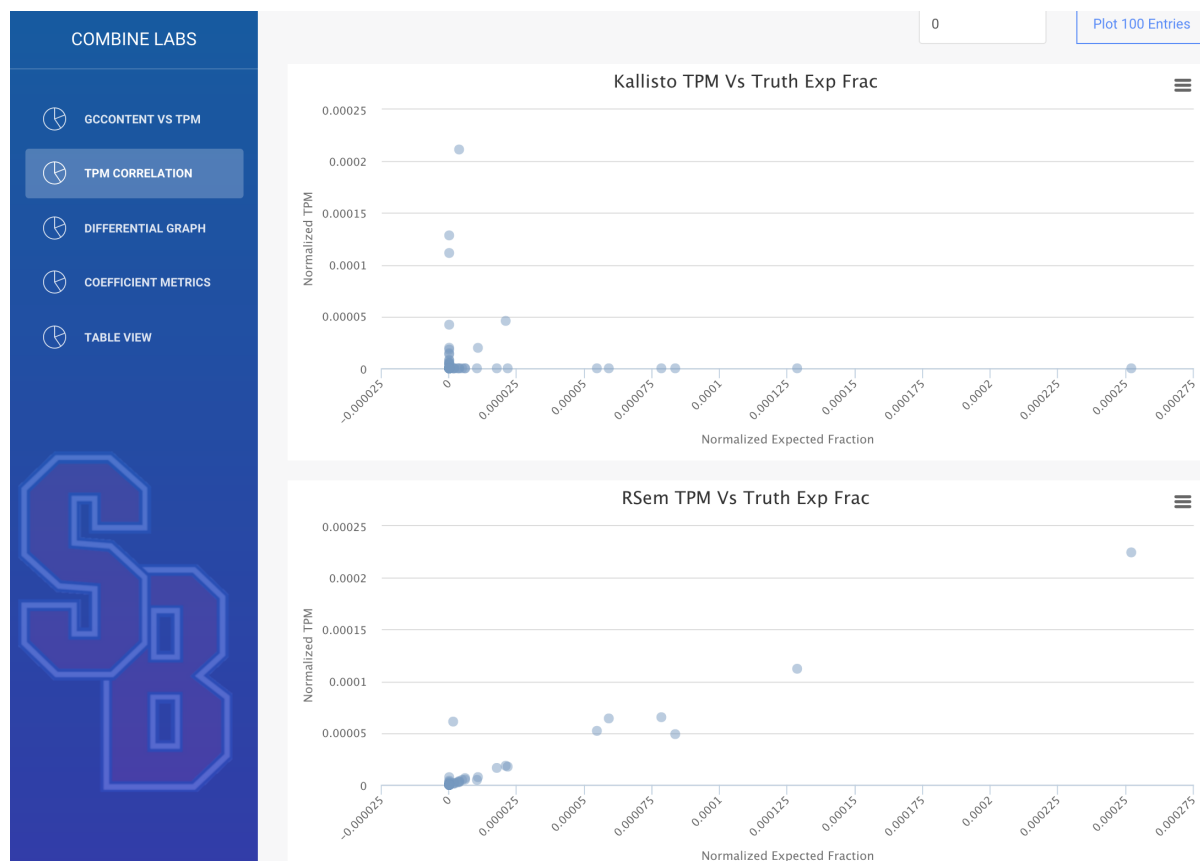 COMBINE LABS
GCCONTENT VS TPM
TPM CORRELATION
DIFFERENTIAL GRAPH
COEFFICIENT METRICS
TABLE VIEW
SB
0
Plot 100 Entries
Kallisto TPM Vs Truth Exp Frac
Normalized TPM
0.00025
0.0002
0.00015
0.0001
0.00005
0
-0.000025
0
0.000025
0.00005
0.000075
0.0001
0.000125
0.00015
0.000175
0.0002
0.000225
0.00025
0.000275
Normalized Expected Fraction
RSem TPM Vs Truth Exp Frac
Normalized TPM
0.00025
0.0002
0.00015
0.0001
0.00005
0
-0.000025
0
0.000025
0.00005
0.000075
0.0001
0.000125
0.00015
0.000175
0.0002
0.000225
0.00025
0.000275
Normalized Expected Fraction